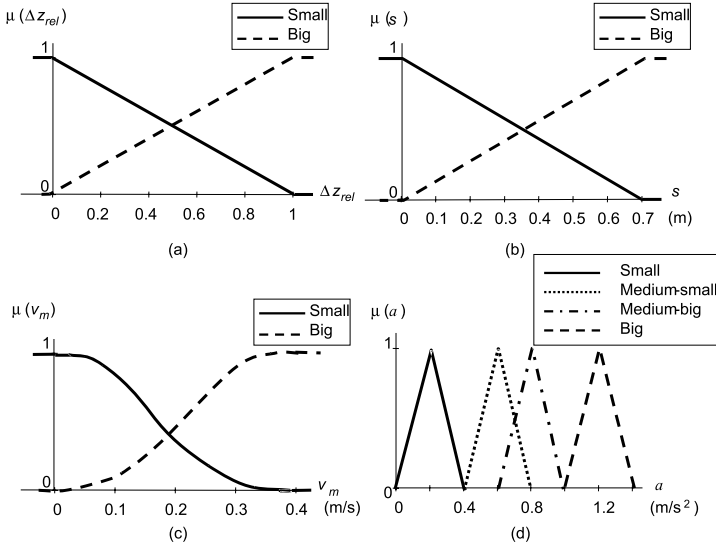 μ (Δ z_rel)
Small
Big
1
0
0 0.2 0.4 0.6 0.8 1
Δ z_rel
(a)
μ (s)
Small
Big
1
0
0 0.1 0.2 0.3 0.4 0.5 0.6 0.7
s
(m)
(b)
μ (v_m)
Small
Big
1
0
0 0.1 0.2 0.3 0.4
v_m
(m/s)
(c)
Small
Medium-small
Medium-big
Big
μ (a)
1
0
0 0.4 0.8 1.2
a
(m/s²)
(d)